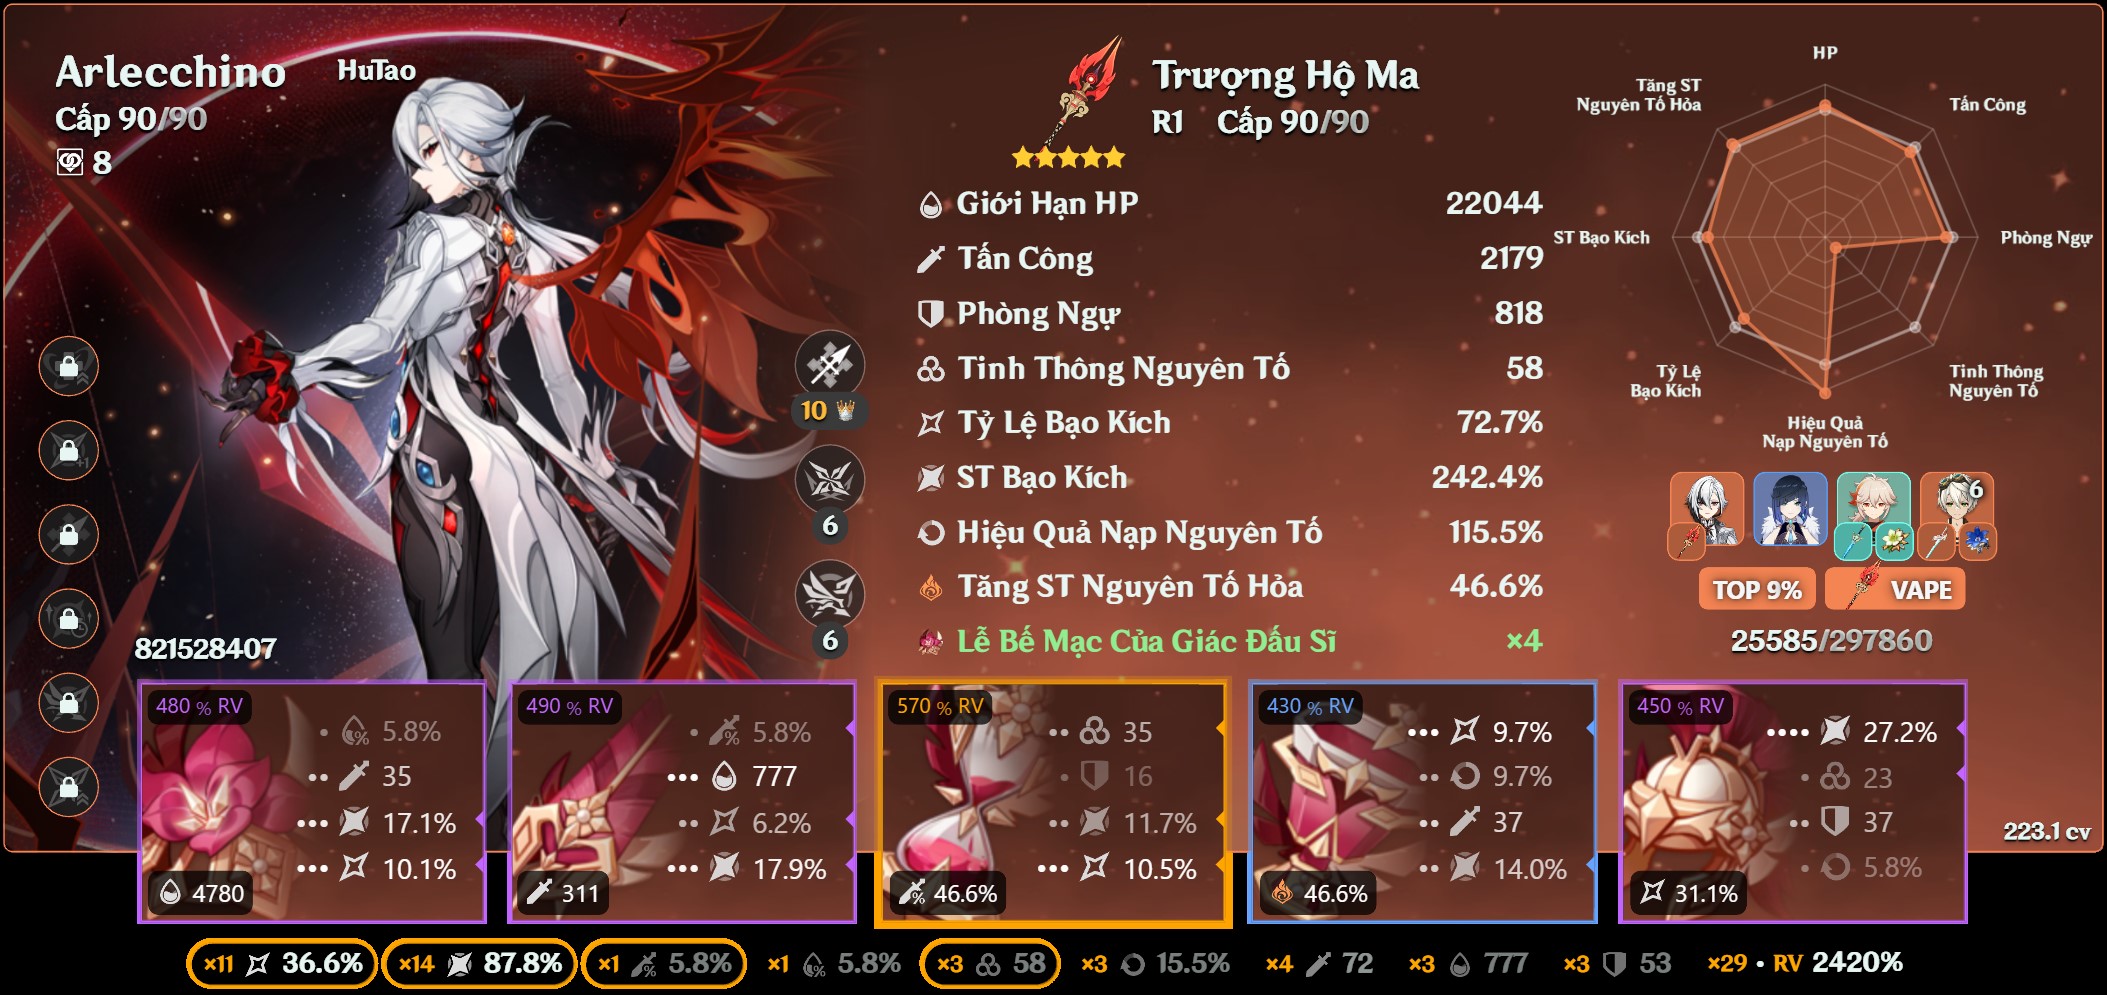 Arlecchino
HuTao
Cấp 90/90
8
821528407
10
6
6
Trượng Hộ Ma
R1 Cấp 90/90
Giới Hạn HP 22044
Tấn Công 2179
Phòng Ngự 818
Tinh Thông Nguyên Tố 58
Tỷ Lệ Bạo Kích 72.7%
ST Bạo Kích 242.4%
Hiệu Quả Nạp Nguyên Tố 115.5%
Tăng ST Nguyên Tố Hỏa 46.6%
Lễ Bế Mạc Của Giác Đấu Sĩ ×4
HP
Tấn Công
Phòng Ngự
Tinh Thông
Nguyên Tố
Hiệu Quả
Nạp Nguyên Tố
Tỷ Lệ
Bạo Kích
ST Bạo Kích
Tăng ST
Nguyên Tố Hỏa
6
TOP 9% VAPE
25585/297860
223.1 cv
480 % RV
5.8%
35
17.1%
10.1%
4780
490 % RV
5.8%
777
6.2%
17.9%
311
570 % RV
35
16
11.7%
10.5%
46.6%
430 % RV
9.7%
9.7%
37
14.0%
46.6%
450 % RV
27.2%
23
37
5.8%
31.1%
×11 36.6% ×14 87.8% ×1 5.8% ×1 5.8% ×3 58 ×3 15.5% ×4 72 ×3 777 ×3 53 ×29 • RV 2420%